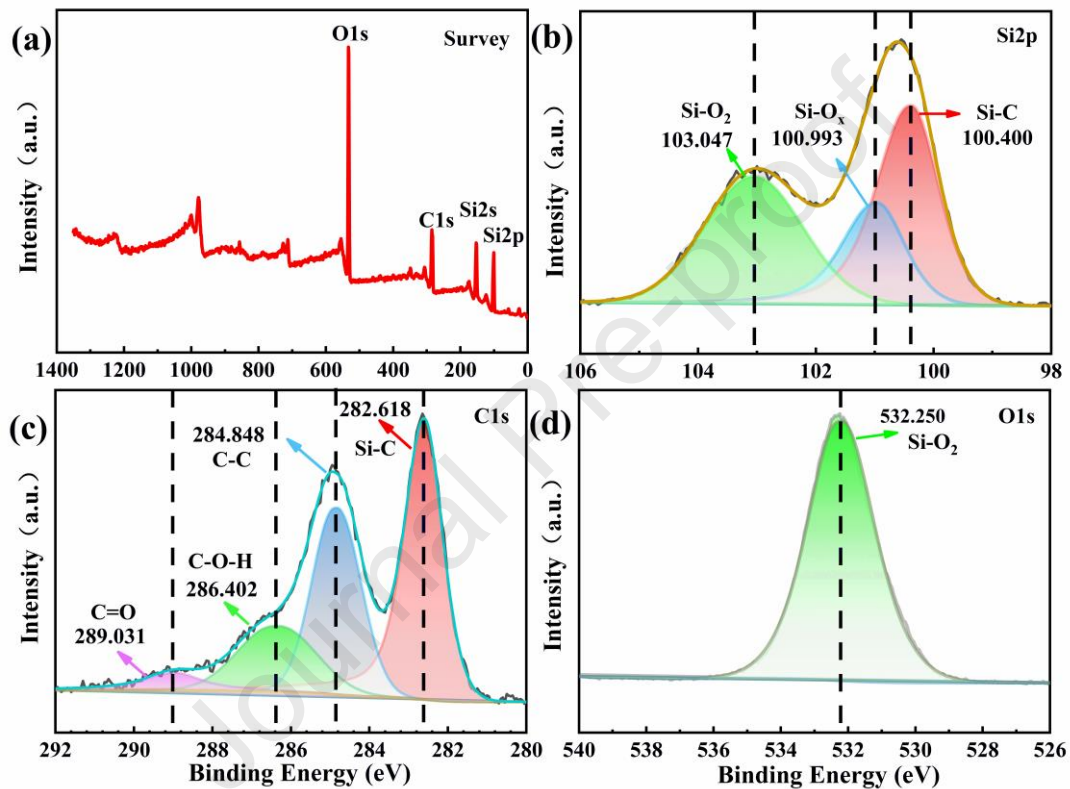 (a)
O1s
Survey
C1s
Si2s
Si2p
Intensity (a.u.)
1400 1200 1000 800 600 400 200 0
(b)
Si2p
Si-O₂
103.047
Si-Oₓ
100.993
Si-C
100.400
Intensity (a.u.)
106 104 102 100 98
(c)
C1s
282.618
Si-C
284.848
C-C
C-O-H
286.402
C=O
289.031
Intensity (a.u.)
292 290 288 286 284 282 280
Binding Energy (eV)
(d)
O1s
532.250
Si-O₂
Intensity (a.u.)
540 538 536 534 532 530 528 526
Binding Energy (eV)
Journal Pre-proof